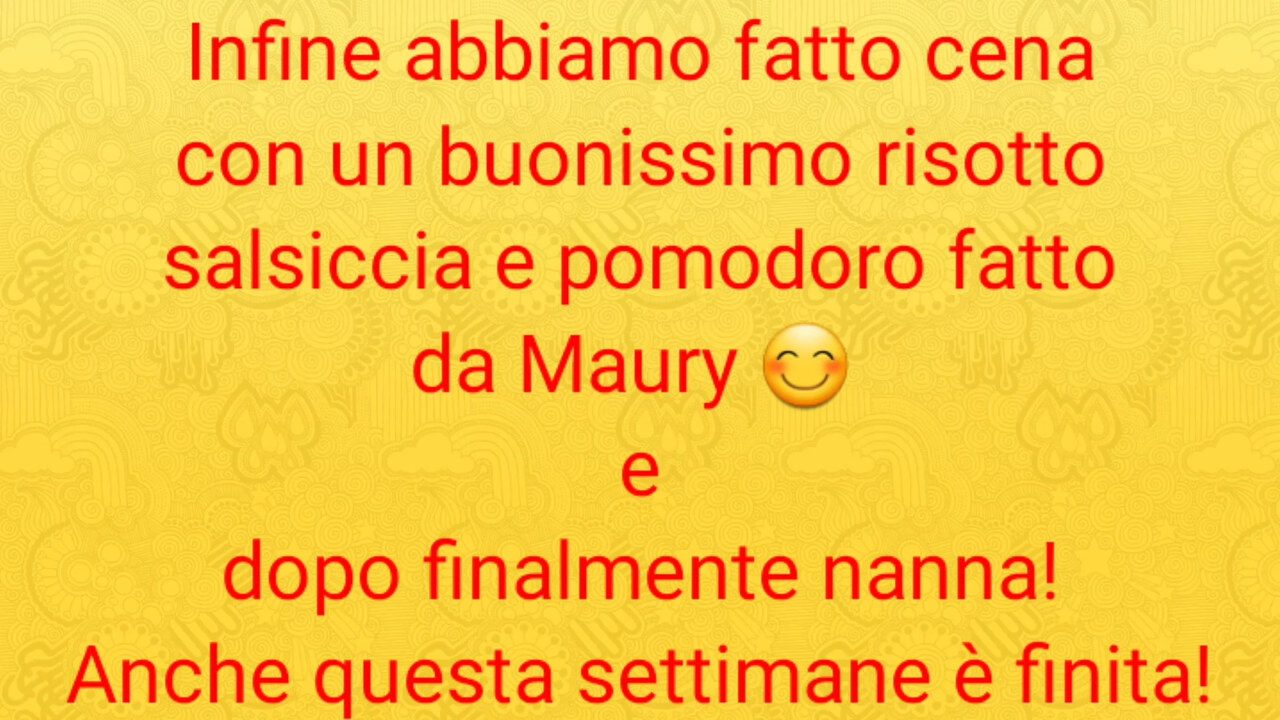 Infine abbiamo fatto cena
con un buonissimo risotto
salsiccia e pomodoro fatto
da Maury 😊
e
dopo finalmente nanna!
Anche questa settimane è finita!